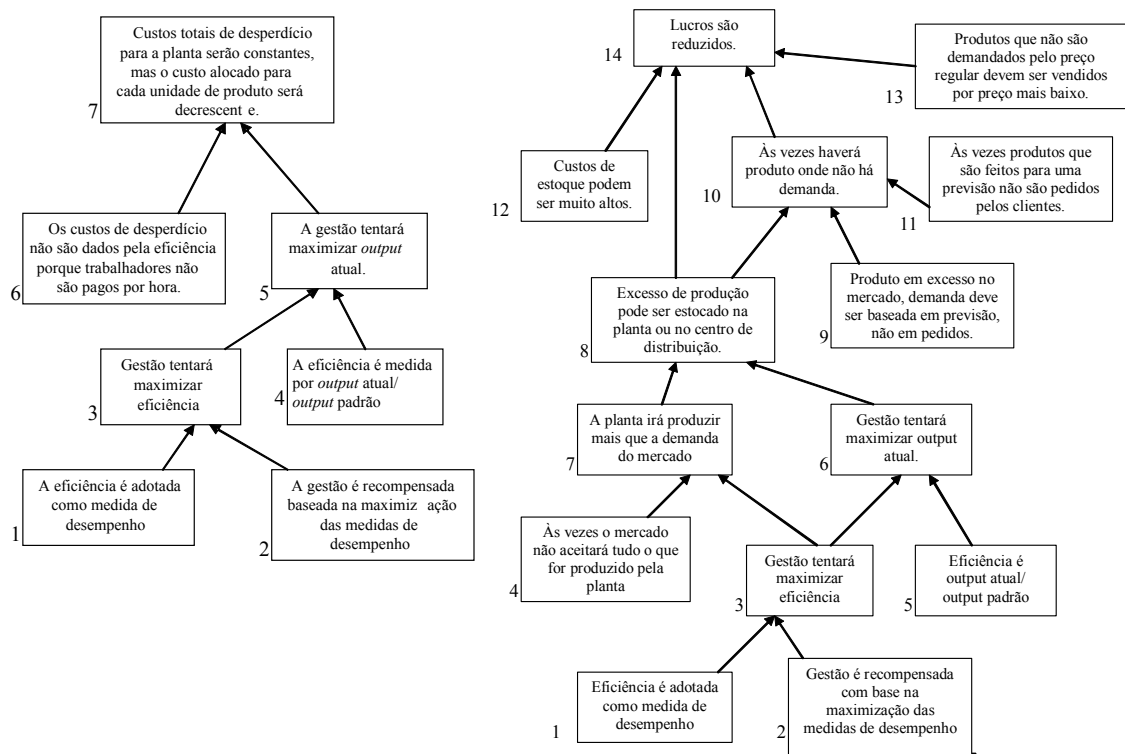 Custos totais de desperdício
para a planta serão constantes,
mas o custo alocado para
cada unidade de produto será
decrescent e.
7
Os custos de desperdício
não são dados pela eficiência
porque trabalhadores não
são pagos por hora.
6
A gestão tentará
maximizar output
atual.
5
Gestão tentará
maximizar
eficiência
3
A eficiência é medida
por output atual/
output padrão
4
A eficiência é adotada
como medida de
desempenho
1
A gestão é recompensada
baseada na maximiz ação
das medidas de
desempenho
2
Lucros são
reduzidos.
14
Produtos que não são
demandados pelo preço
regular devem ser vendidos
por preço mais baixo.
13
Custos de
estoque podem
ser muito altos.
12
Às vezes haverá
produto onde não há
demanda.
10
Às vezes produtos que
são feitos para uma
previsão não são pedidos
pelos clientes.
11
Excesso de produção
pode ser estocado na
planta ou no centro de
distribuição.
8
Produto em excesso no
mercado, demanda deve
ser baseada em previsão,
não em pedidos.
9
A planta irá produzir
mais que a demanda
do mercado
7
Gestão tentará
maximizar output
atual.
6
Às vezes o mercado
não aceitará tudo o que
for produzido pela
planta
4
Gestão tentará
maximizar
eficiência
3
Eficiência é
output atual/
output padrão
5
Eficiência é adotada
como medida de
desempenho
1
Gestão é recompensada
com base na
maximização das
medidas de desempenho
2